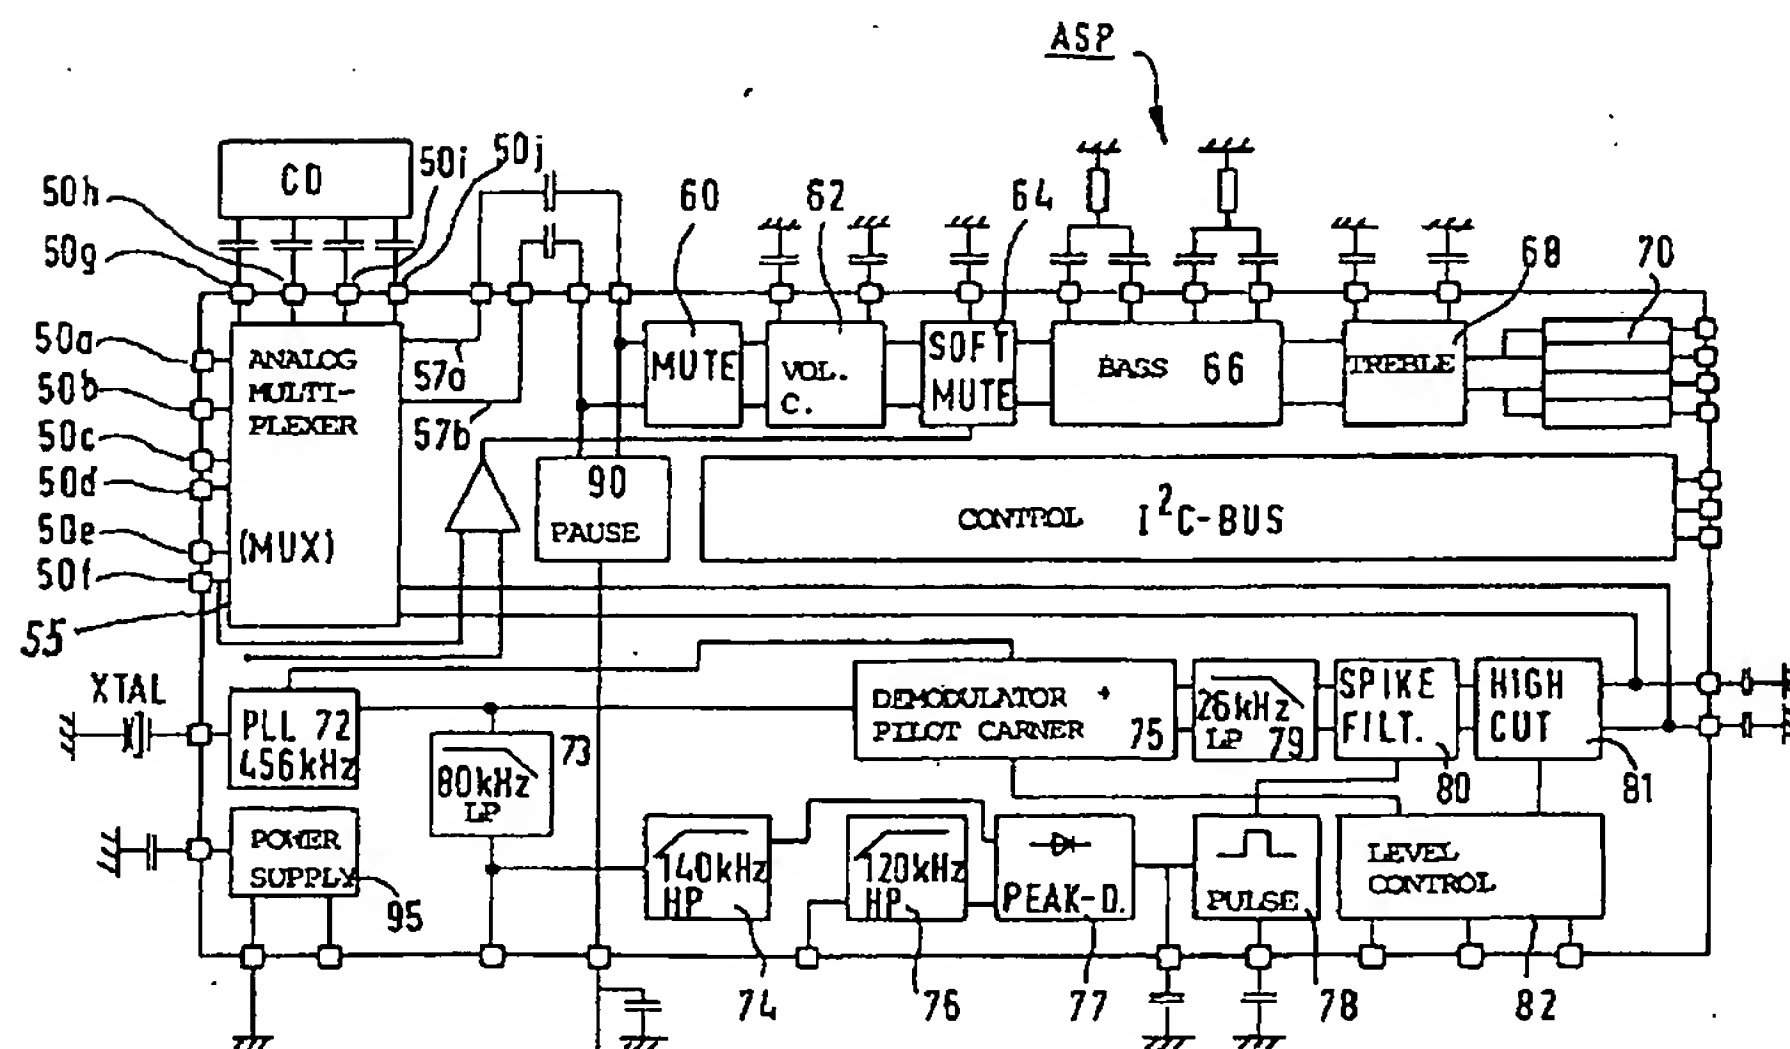 ASP
CD
50i
50j
50h
50g
60
62
64
68
70
50a
50b
50c
50d
50e
50f
55
ANALOG
MULTI-
PLEXER
(MUX)
57a
57b
MUTE
VOL.
C.
SOFT
MUTE
BASS 66
TREBLE
90
PAUSE
CONTROL I²C-BUS
XTAL
PLL 72
456kHz
73
80kHz
LP
DEMODULATOR +
PILOT CARNER 75
26kHz
LP 79
SPIKE
FILT.
80
HIGH
CUT
81
POWER
SUPPLY
95
140kHz
HP
74
120kHz
HP
76
PEAK-D.
77
PULSE
78
LEVEL
CONTROL
82